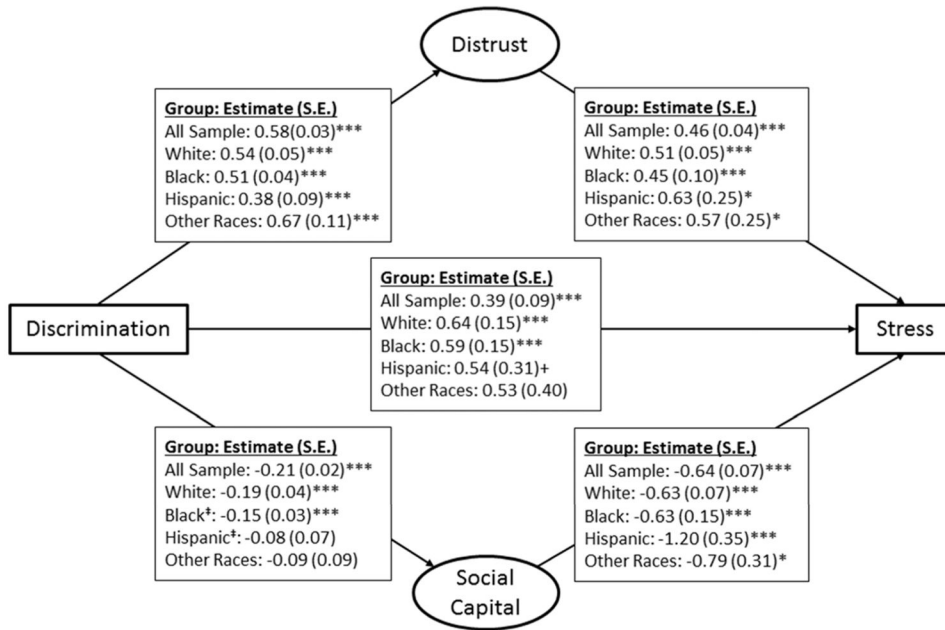 Distrust
Group: Estimate (S.E.)
All Sample: 0.58(0.03)***
White: 0.54 (0.05)***
Black: 0.51 (0.04)***
Hispanic: 0.38 (0.09)***
Other Races: 0.67 (0.11)***
Group: Estimate (S.E.)
All Sample: 0.46 (0.04)***
White: 0.51 (0.05)***
Black: 0.45 (0.10)***
Hispanic: 0.63 (0.25)*
Other Races: 0.57 (0.25)*
Discrimination
Group: Estimate (S.E.)
All Sample: 0.39 (0.09)***
White: 0.64 (0.15)***
Black: 0.59 (0.15)***
Hispanic: 0.54 (0.31)+
Other Races: 0.53 (0.40)
Stress
Group: Estimate (S.E.)
All Sample: -0.21 (0.02)***
White: -0.19 (0.04)***
Black‡: -0.15 (0.03)***
Hispanic‡: -0.08 (0.07)
Other Races: -0.09 (0.09)
Group: Estimate (S.E.)
All Sample: -0.64 (0.07)***
White: -0.63 (0.07)***
Black: -0.63 (0.15)***
Hispanic: -1.20 (0.35)***
Other Races: -0.79 (0.31)*
Social
Capital